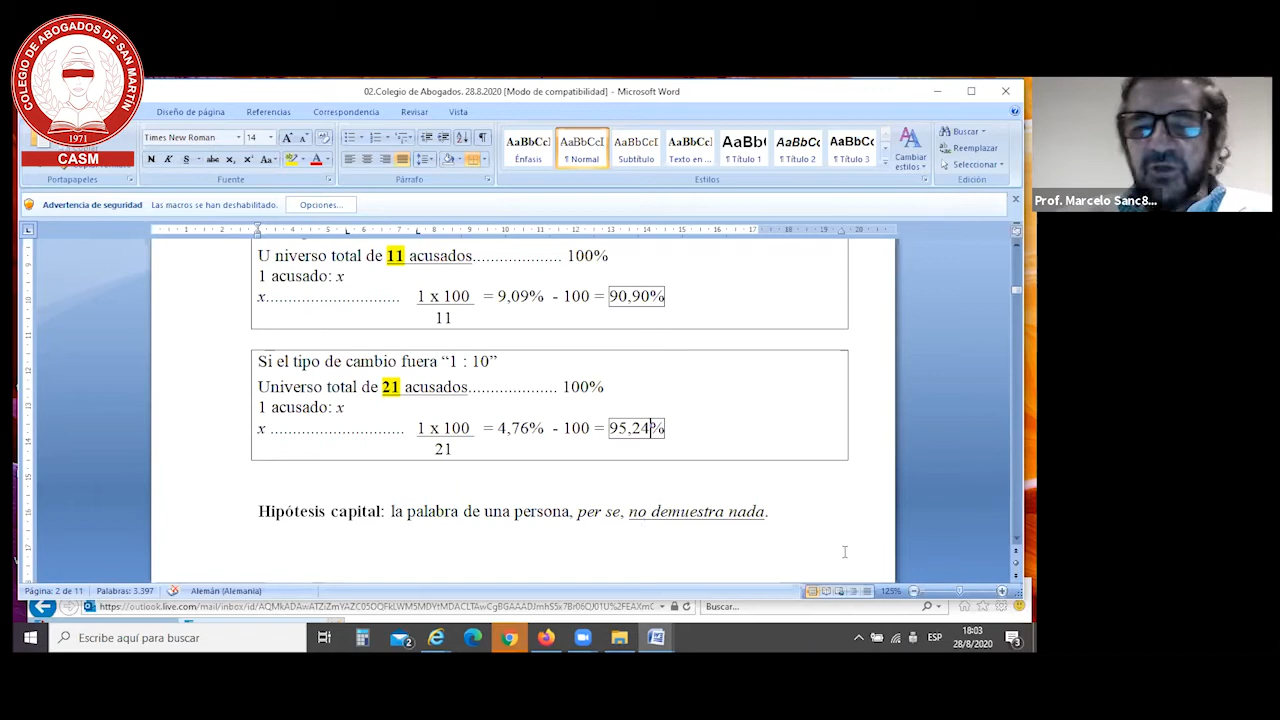 COLEGIO DE ABOGADOS DE SAN MARTÍN
1971
CASM
02.Colegio de Abogados. 28.8.2020 [Modo de compatibilidad] - Microsoft Word
Diseño de página Referencias Correspondencia Revisar Vista
Times New Roman 14
AaBbCcI AaBbCcI AaBbCcI AaBbCc AaBbC AaBbCc AaBbCc
Énfasis ¶ Normal Subtítulo Texto en ... ¶ Título 1 ¶ Título 2 ¶ Título 3
Cambiar estilos
Buscar
Reemplazar
Seleccionar
Portapapeles Fuente Párrafo Estilos Edición
Advertencia de seguridad Las macros se han deshabilitado. Opciones...
U niverso total de 11 acusados.................... 100%
1 acusado: x
x............................. 1 x 100 = 9,09% - 100 = 90,90%
11
Si el tipo de cambio fuera “1 : 10”
Universo total de 21 acusados.................... 100%
1 acusado: x
x ............................. 1 x 100 = 4,76% - 100 = 95,24%
21
Hipótesis capital: la palabra de una persona, per se, no demuestra nada.
Página: 2 de 11 Palabras: 3.397 Alemán (Alemania) 125%
Buscar...
Escribe aquí para buscar
ESP
18:03
28/8/2020
Prof. Marcelo Sanc8...